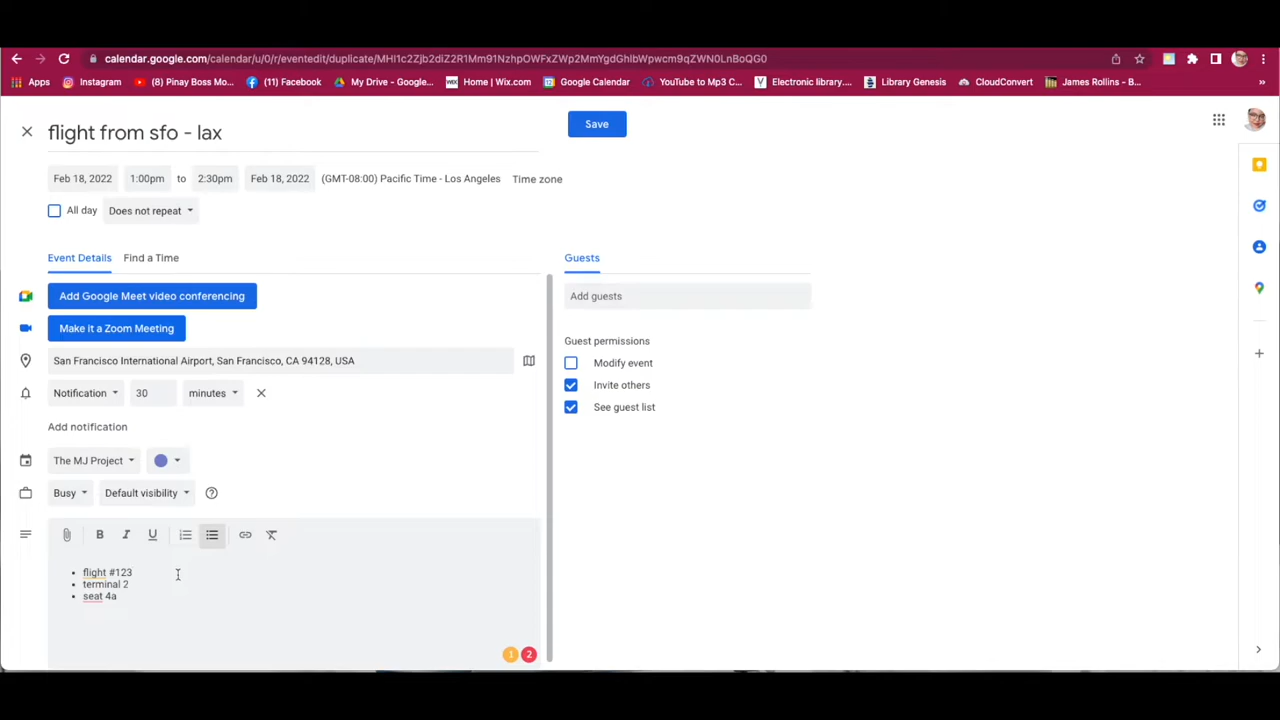 calendar.google.com/calendar/u/0/r/eventedit/duplicate/MHI1c2Zjb2diZ2R1Mm91NzhpOWFxZWp2MmYgdGhlbWpwcm9qZWN0LnBoQG0
Apps Instagram (8) Pinay Boss Mo... (11) Facebook My Drive - Google... WIX Home | Wix.com Google Calendar YouTube to Mp3 C... Electronic library.... Library Genesis CloudConvert James Rollins - B... »
flight from sfo - lax Save
Feb 18, 2022 1:00pm to 2:30pm Feb 18, 2022 (GMT-08:00) Pacific Time - Los Angeles Time zone
All day Does not repeat
Event Details Find a Time Guests
Add Google Meet video conferencing Add guests
Make it a Zoom Meeting
Guest permissions
San Francisco International Airport, San Francisco, CA 94128, USA Modify event
Notification 30 minutes Invite others
See guest list
Add notification
The MJ Project
Busy Default visibility
B I U
• flight #123
• terminal 2
• seat 4a
1 2